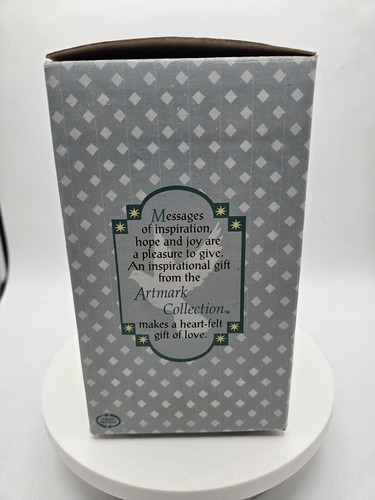 Messages
of inspiration,
hope and joy are
a pleasure to give.
An inspirational gift
from the
Artmark
Collection™
makes a heart-felt
gift of love.